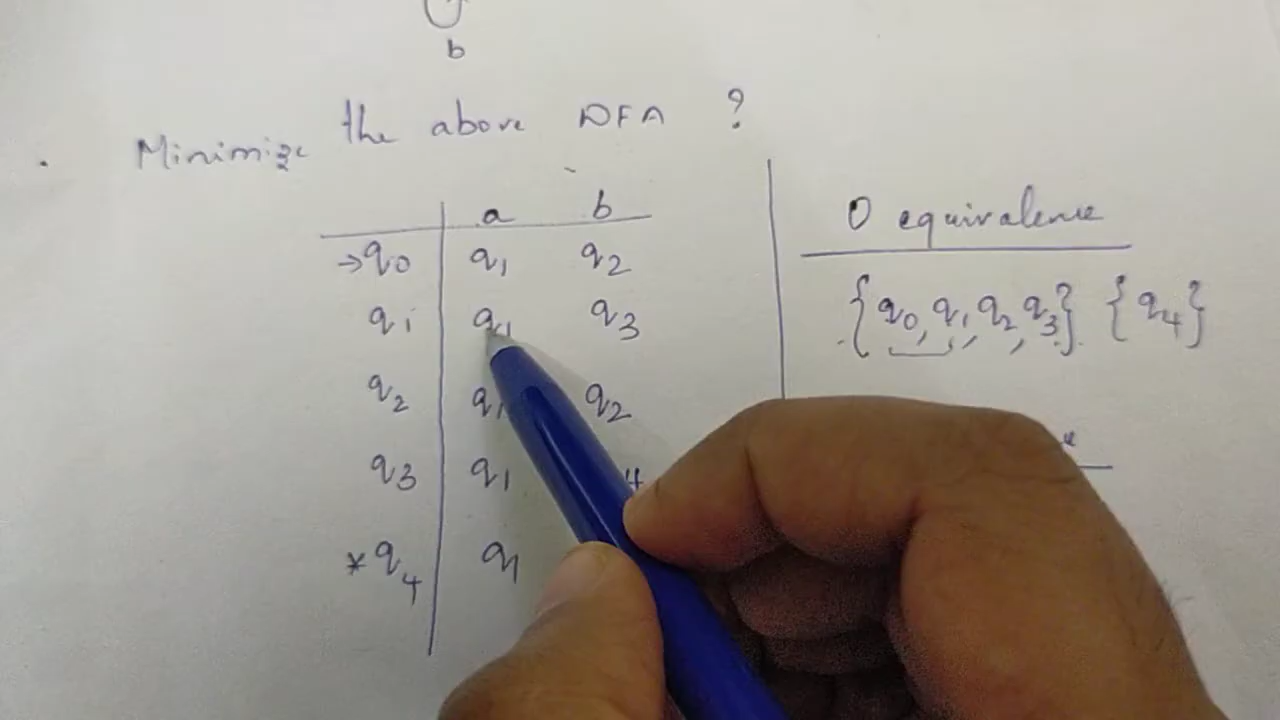 b
Minimize the above DFA ?
a b
→q0 q1 q2
q1 q1 q3
q2 q1 q2
q3 q1 4
*q4 q1
0 equivalence
{q0, q1, q2, q3} {q4}